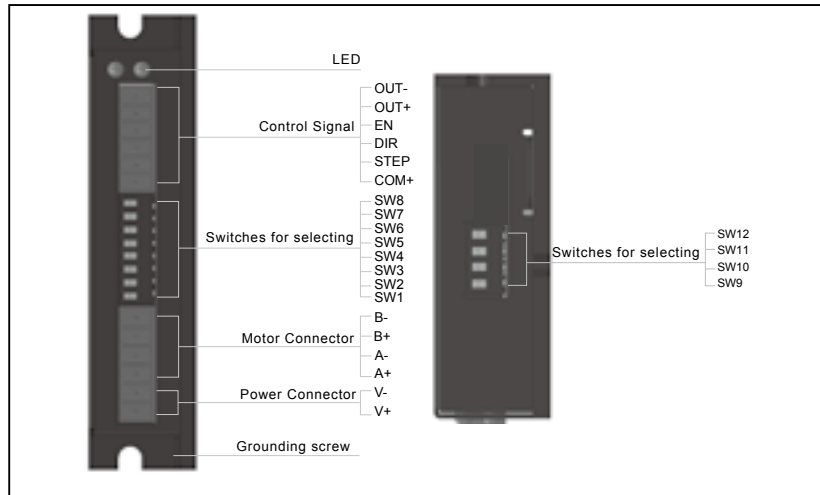 LED
Control Signal
OUT-
OUT+
EN
DIR
STEP
COM+
Switches for selecting
SW8
SW7
SW6
SW5
SW4
SW3
SW2
SW1
Motor Connector
B-
B+
A-
A+
Power Connector
V-
V+
Grounding screw
Switches for selecting
SW12
SW11
SW10
SW9